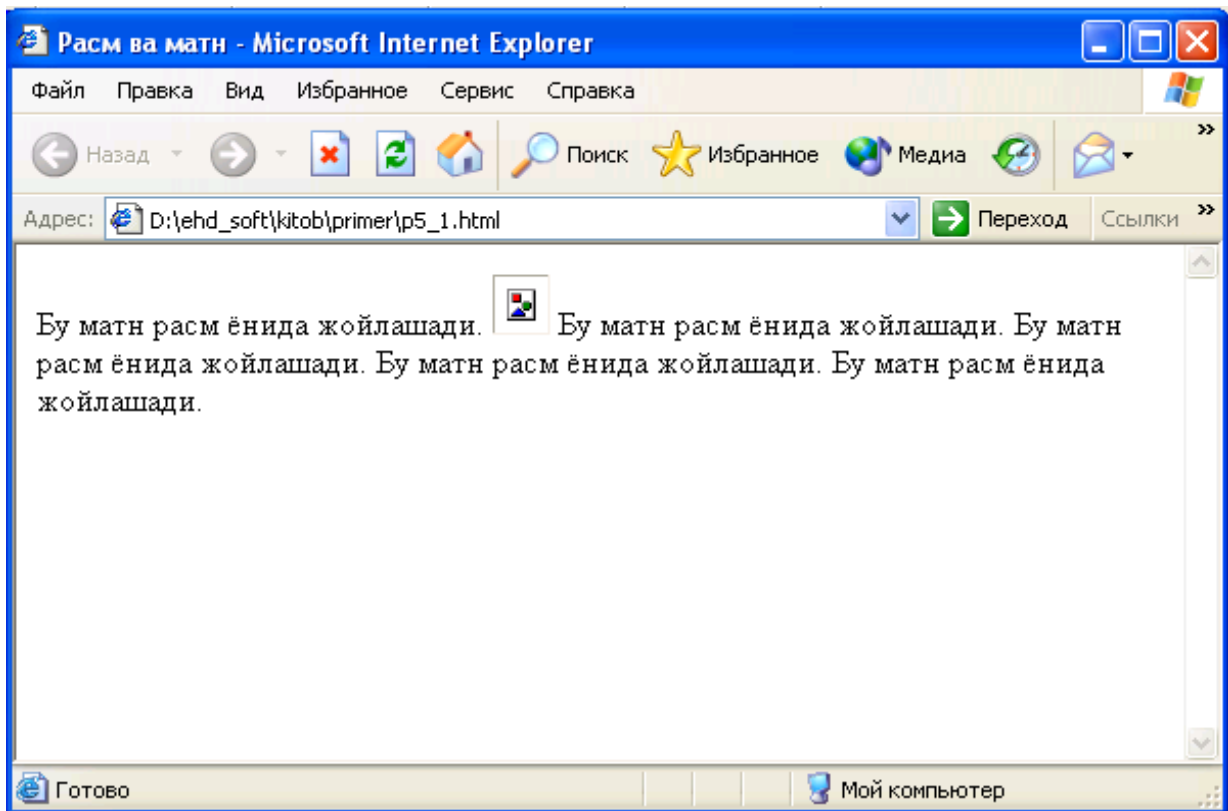 Расм ва матн - Microsoft Internet Explorer
Файл Правка Вид Избранное Сервис Справка
Назад Поиск Избранное Медиа »
Адрес: D:\ehd_soft\kitob\primer\p5_1.html Переход Ссылки »
Бу матн расм ёнида жойлашади. Бу матн расм ёнида жойлашади. Бу матн
расм ёнида жойлашади. Бу матн расм ёнида жойлашади. Бу матн расм ёнида
жойлашади.
Готово Мой компьютер